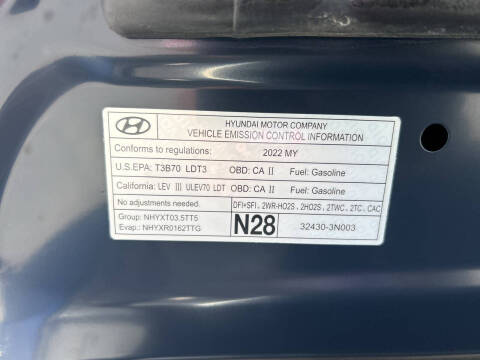 HYUNDAI MOTOR COMPANY
VEHICLE EMISSION CONTROL INFORMATION
Conforms to regulations: 2022 MY
U.S.EPA: T3B70 LDT3 OBD: CA II Fuel: Gasoline
California: LEV III ULEV70 LDT OBD: CA II Fuel: Gasoline
No adjustments needed. DFI+SFI, 2WR-HO2S, 2HO2S, 2TWC, 2TC, CAC
Group: NHYXT03.5TT5
Evap.: NHYXR0162TTG
N28 32430-3N003